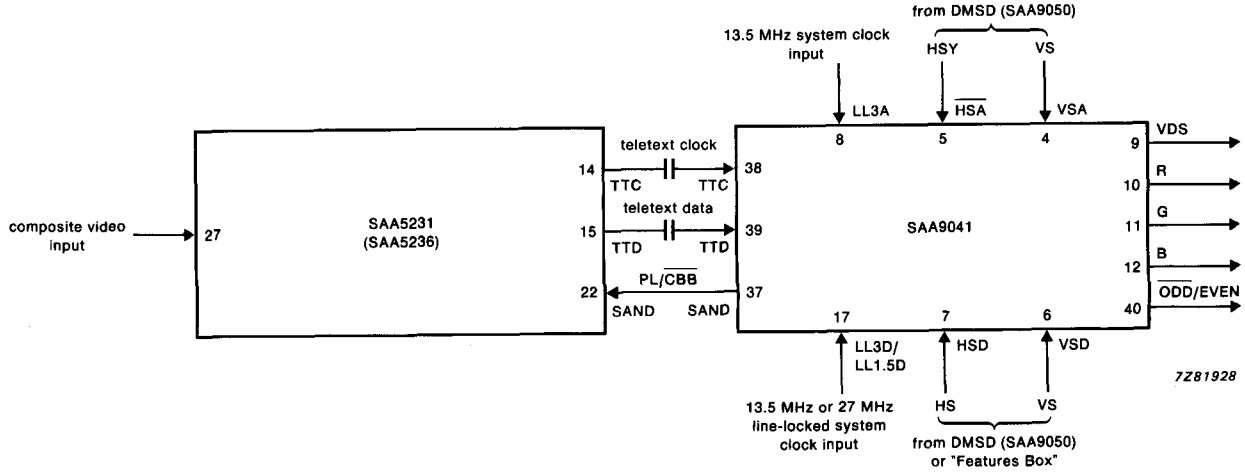 from DMSD (SAA9050)
13.5 MHz system clock
input
HSY
VS
LL3A
HSA
VSA
8
5
4
9
VDS
teletext clock
14
38
TTC
TTC
10
R
composite video
input
27
SAA5231
(SAA5236)
teletext data
15
39
TTD
TTD
SAA9041
11
G
12
B
PL/CBB
22
37
SAND
SAND
40
ODD/EVEN
17
7
6
LL3D/
LL1.5D
HSD
VSD
7Z81928
HS
VS
13.5 MHz or 27 MHz
line-locked system
clock input
from DMSD (SAA9050)
or "Features Box"